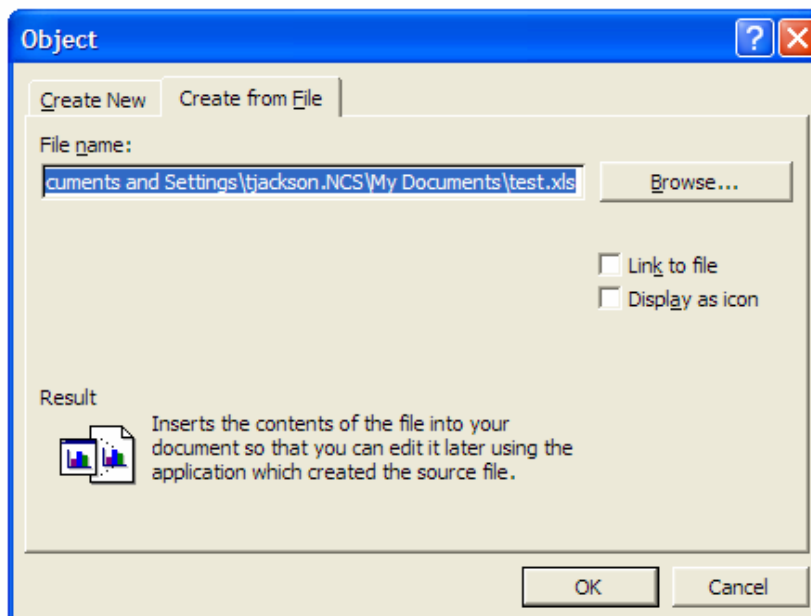 Object
Create New
Create from File
File name:
cuments and Settings\tjackson.NCS\My Documents\test.xls
Browse...
Link to file
Display as icon
Result
Inserts the contents of the file into your
document so that you can edit it later using the
application which created the source file.
OK
Cancel